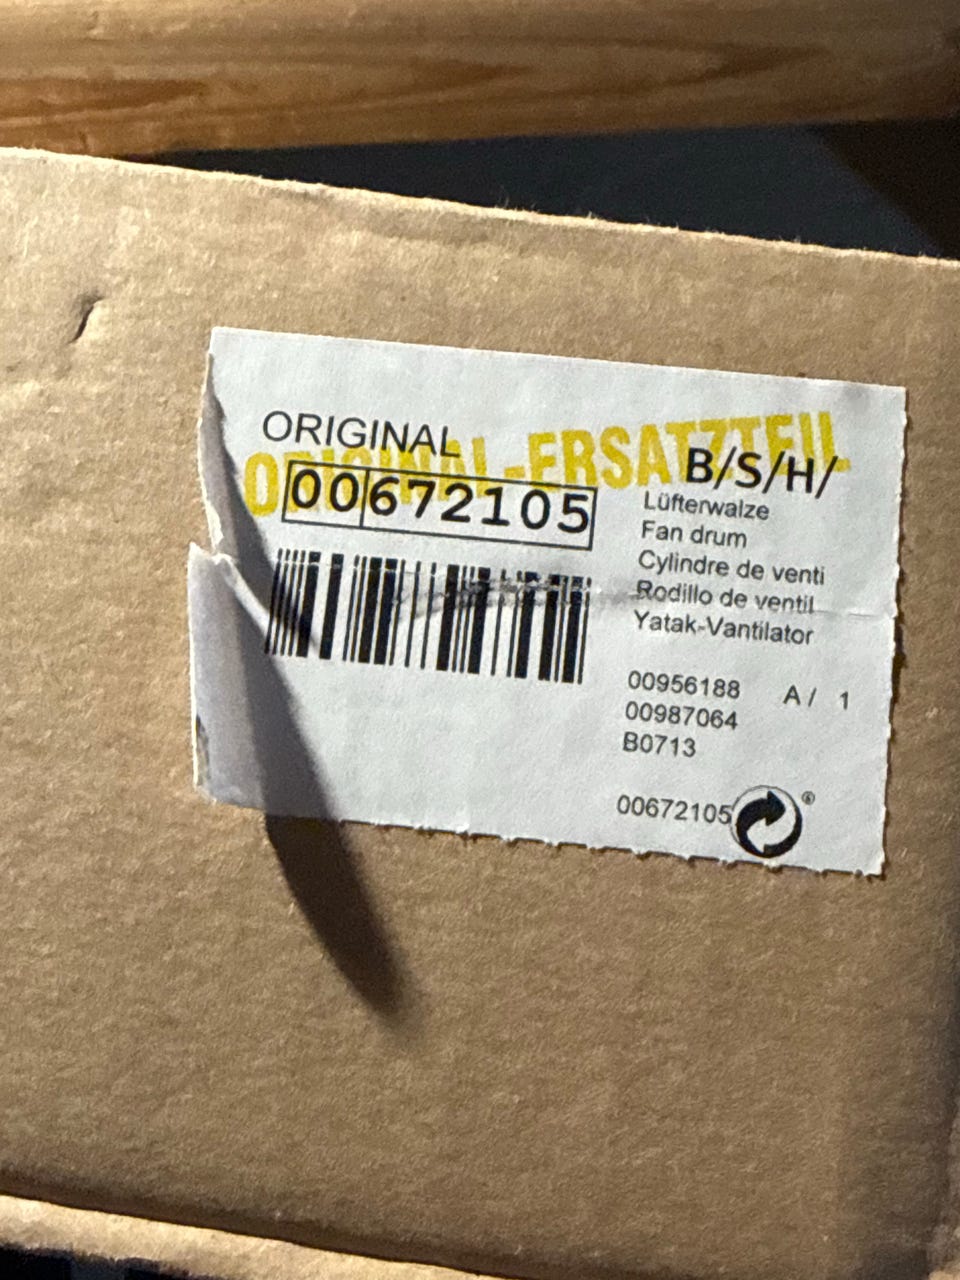 ORIGINAL
ORIGINAL-ERSATZTEIL
B/S/H/
00672105
Lüfterwalze
Fan drum
Cylindre de venti
Rodillo de ventil
Yatak-Vantilator
00956188 A/ 1
00987064
B0713
00672105
®